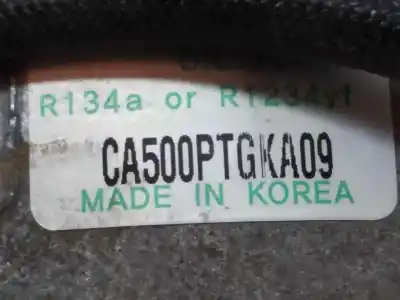 R134a or R1234yf
CA500PTGKA09
MADE IN KOREA